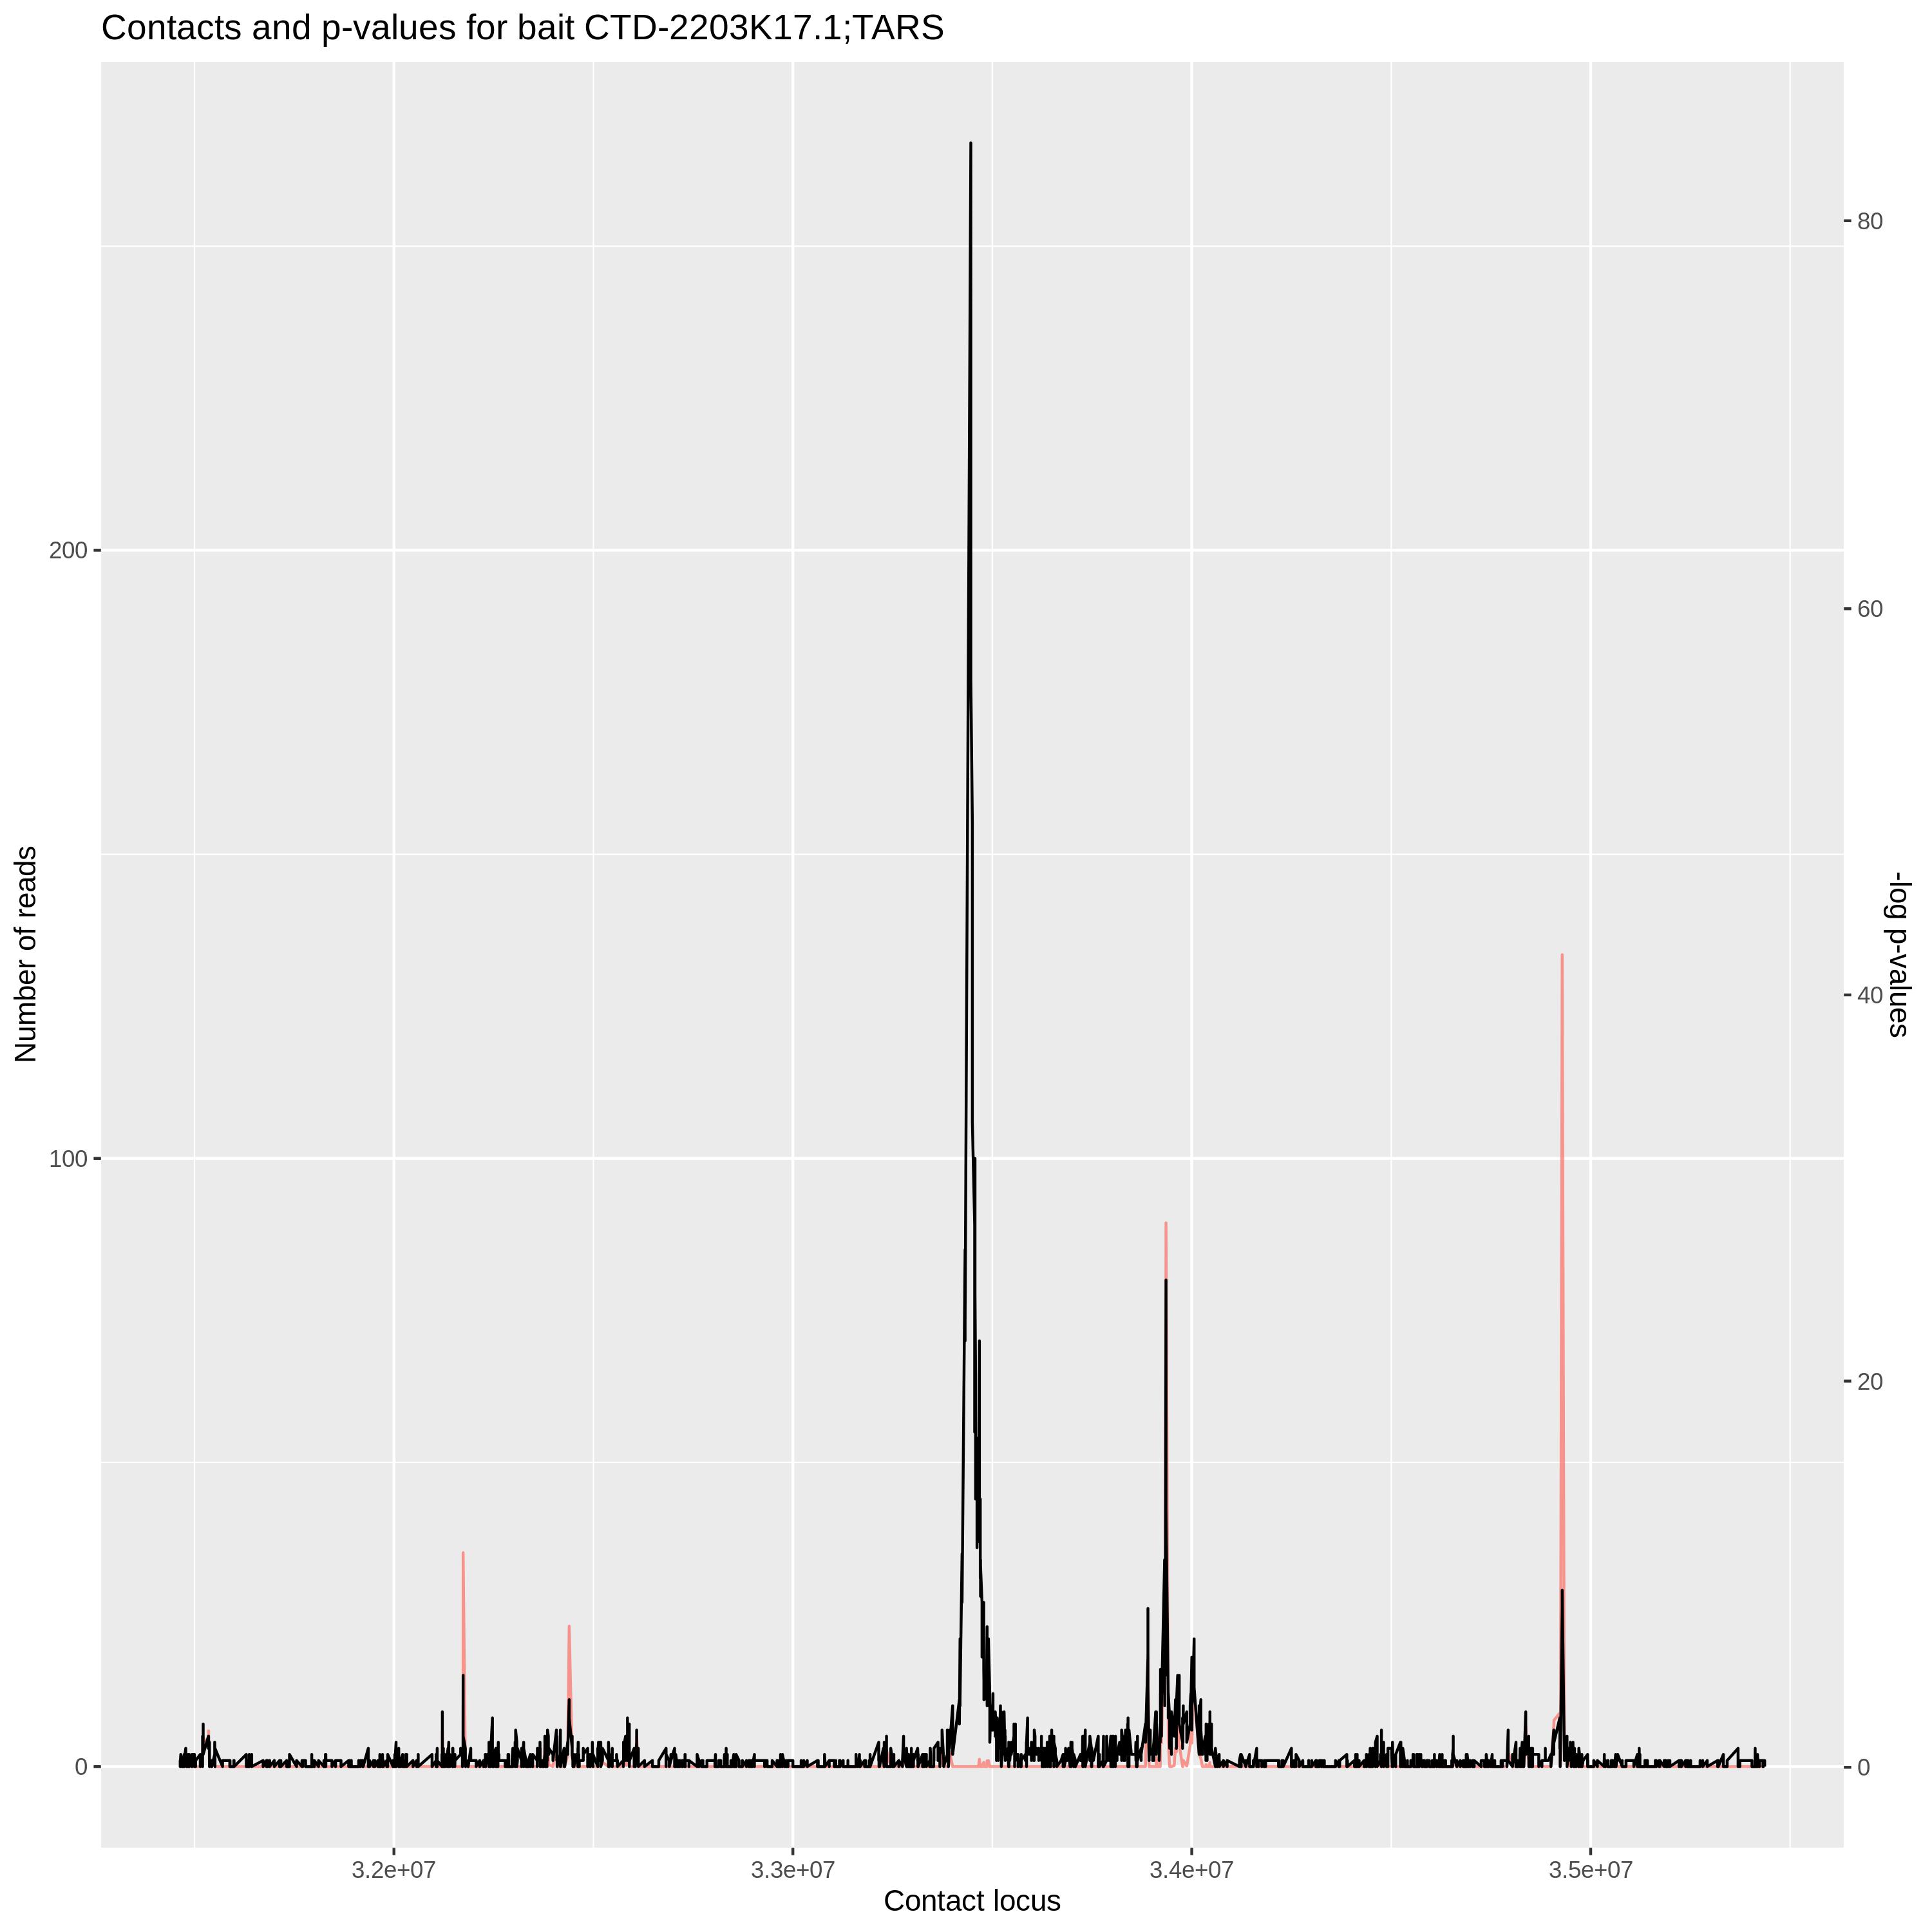 Contacts and p-values for bait CTD-2203K17.1;TARS
Number of reads
200
100
0
80
60
40
20
0
-log p-values
3.2e+07 3.3e+07 3.4e+07 3.5e+07
Contact locus